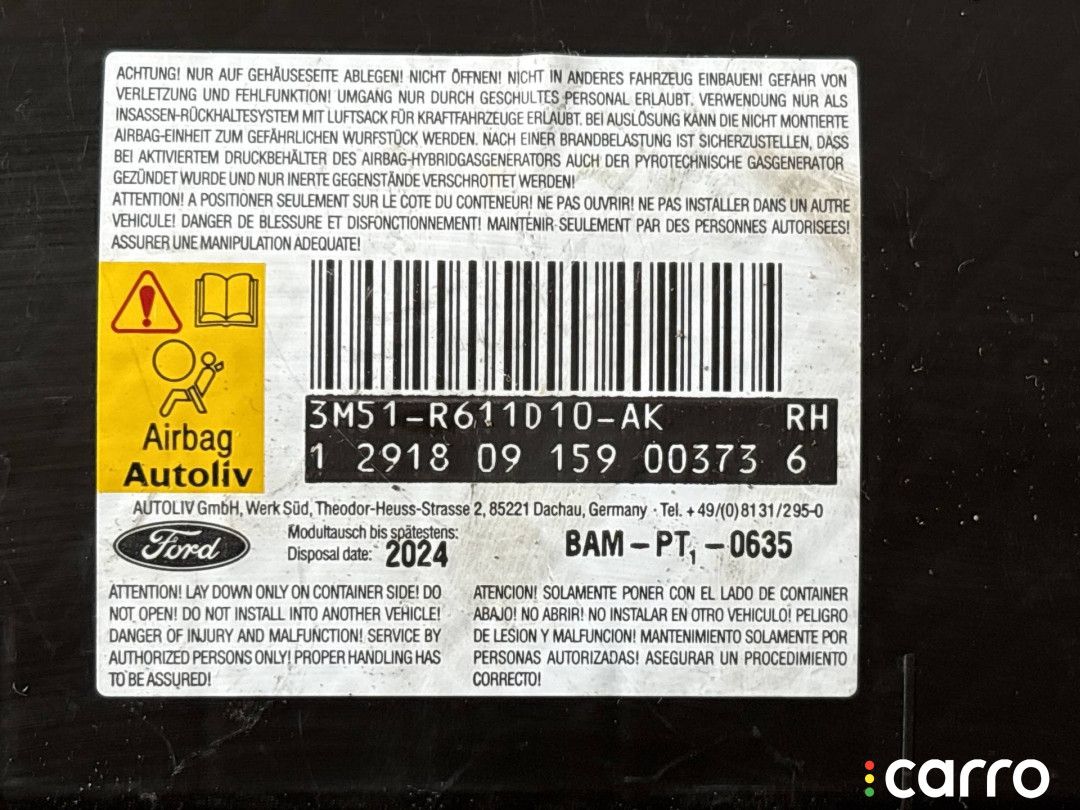 ACHTUNG! NUR AUF GEHÄUSESEITE ABLEGEN! NICHT ÖFFNEN! NICHT IN ANDERES FAHRZEUG EINBAUEN! GEFAHR VON
VERLETZUNG UND FEHLFUNKTION! UMGANG NUR DURCH GESCHULTES PERSONAL ERLAUBT. VERWENDUNG NUR ALS
INSASSEN-RÜCKHALTESYSTEM MIT LUFTSACK FÜR KRAFTFAHRZEUGE ERLAUBT. BEI AUSLÖSUNG KANN DIE NICHT MONTIERTE
AIRBAG-EINHEIT ZUM GEFÄHRLICHEN WURFSTÜCK WERDEN. NACH EINER BRANDBELASTUNG IST SICHERZUSTELLEN, DASS
BEI AKTIVIERTEM DRUCKBEHÄLTER DES AIRBAG-HYBRIDGASGENERATORS AUCH DER PYROTECHNISCHE GASGENERATOR
GEZÜNDET WURDE UND NUR INERTE GEGENSTÄNDE VERSCHROTTET WERDEN!
ATTENTION! A POSITIONER SEULEMENT SUR LE COTE DU CONTENEUR! NE PAS OUVRIR! NE PAS INSTALLER DANS UN AUTRE
VEHICULE! DANGER DE BLESSURE ET DISFONCTIONNEMENT! MAINTENIR SEULEMENT PAR DES PERSONNES AUTORISEES!
ASSURER UNE MANIPULATION ADEQUATE!
3M51-R611D10-AK RH
1 2918 09 159 00373 6
Airbag
Autoliv
AUTOLIV GmbH, Werk Süd, Theodor-Heuss-Strasse 2, 85221 Dachau, Germany · Tel. +49/(0)8131/295-0
Ford
Modultausch bis spätestens:
Disposal date: 2024
BAM-PT₁-0635
ATTENTION! LAY DOWN ONLY ON CONTAINER SIDE! DO
NOT OPEN! DO NOT INSTALL INTO ANOTHER VEHICLE!
DANGER OF INJURY AND MALFUNCTION! SERVICE BY
AUTHORIZED PERSONS ONLY! PROPER HANDLING HAS
TO BE ASSURED!
ATENCION! SOLAMENTE PONER CON EL LADO DE CONTAINER
ABAJO! NO ABRIR! NO INSTALAR EN OTRO VEHICULO! PELIGRO
DE LESION Y MALFUNCION! MANTENIMIENTO SOLAMENTE POR
PERSONAS AUTORIZADAS! ASEGURAR UN PROCEDIMIENTO
CORRECTO!
carro